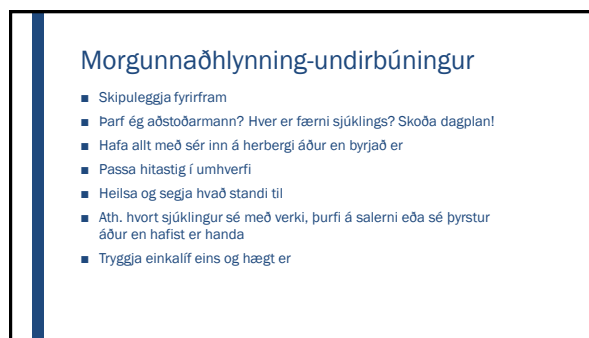 Morgunnaðhlynning-undirbúningur
■ Skipuleggja fyrirfram
■ Þarf ég aðstoðarmann? Hver er færni sjúklings? Skoða dagplan!
■ Hafa allt með sér inn á herbergi áður en byrjað er
■ Passa hitastig í umhverfi
■ Heilsa og segja hvað standi til
■ Ath. hvort sjúklingur sé með verki, þurfi á salerni eða sé þyrstur
áður en hafist er handa
■ Tryggja einkalíf eins og hægt er